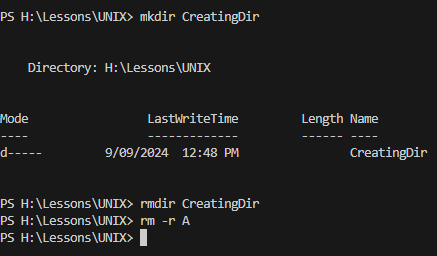 PS H:\Lessons\UNIX> mkdir CreatingDir
Directory: H:\Lessons\UNIX
Mode LastWriteTime Length Name
---- ------------- ------ ----
d----- 9/09/2024 12:48 PM CreatingDir
PS H:\Lessons\UNIX> rmdir CreatingDir
PS H:\Lessons\UNIX> rm -r A
PS H:\Lessons\UNIX>